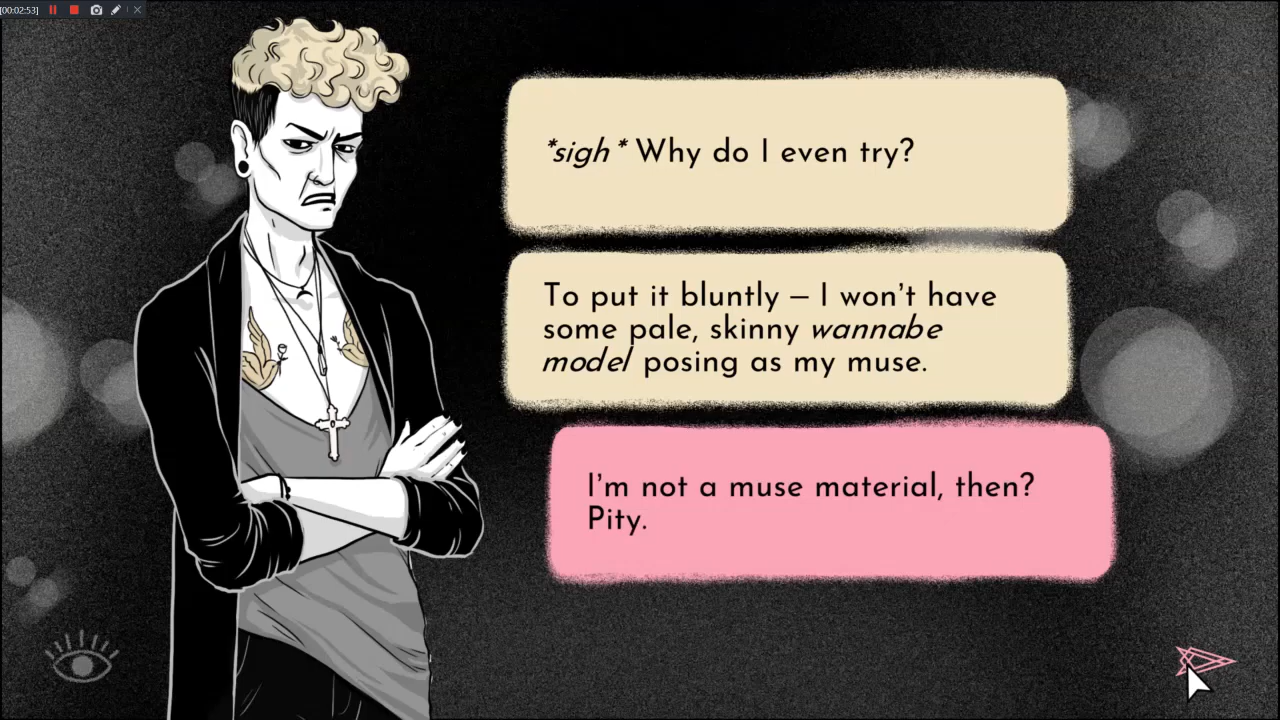 [00:02:53]
*sigh* Why do I even try?
To put it bluntly – I won't have
some pale, skinny wannabe
model posing as my muse.
I'm not a muse material, then?
Pity.